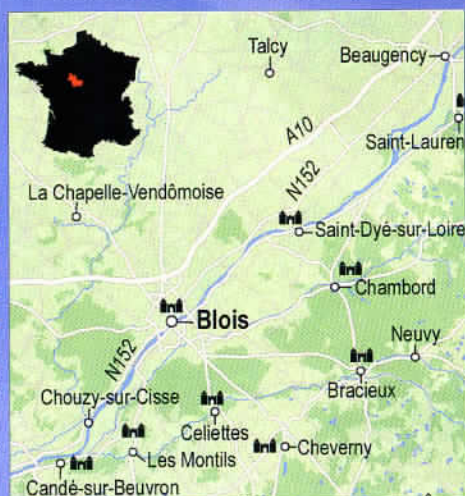 Talcy
Beaugency
A10
Saint-Lauren
N152
La Chapelle-Vendômoise
Saint-Dyé-sur-Loire
Chambord
Blois
Neuvy
N152
Bracieux
Chouzy-sur-Cisse
Celiettes
Cheverny
Les Montils
Candé-sur-Beuvron